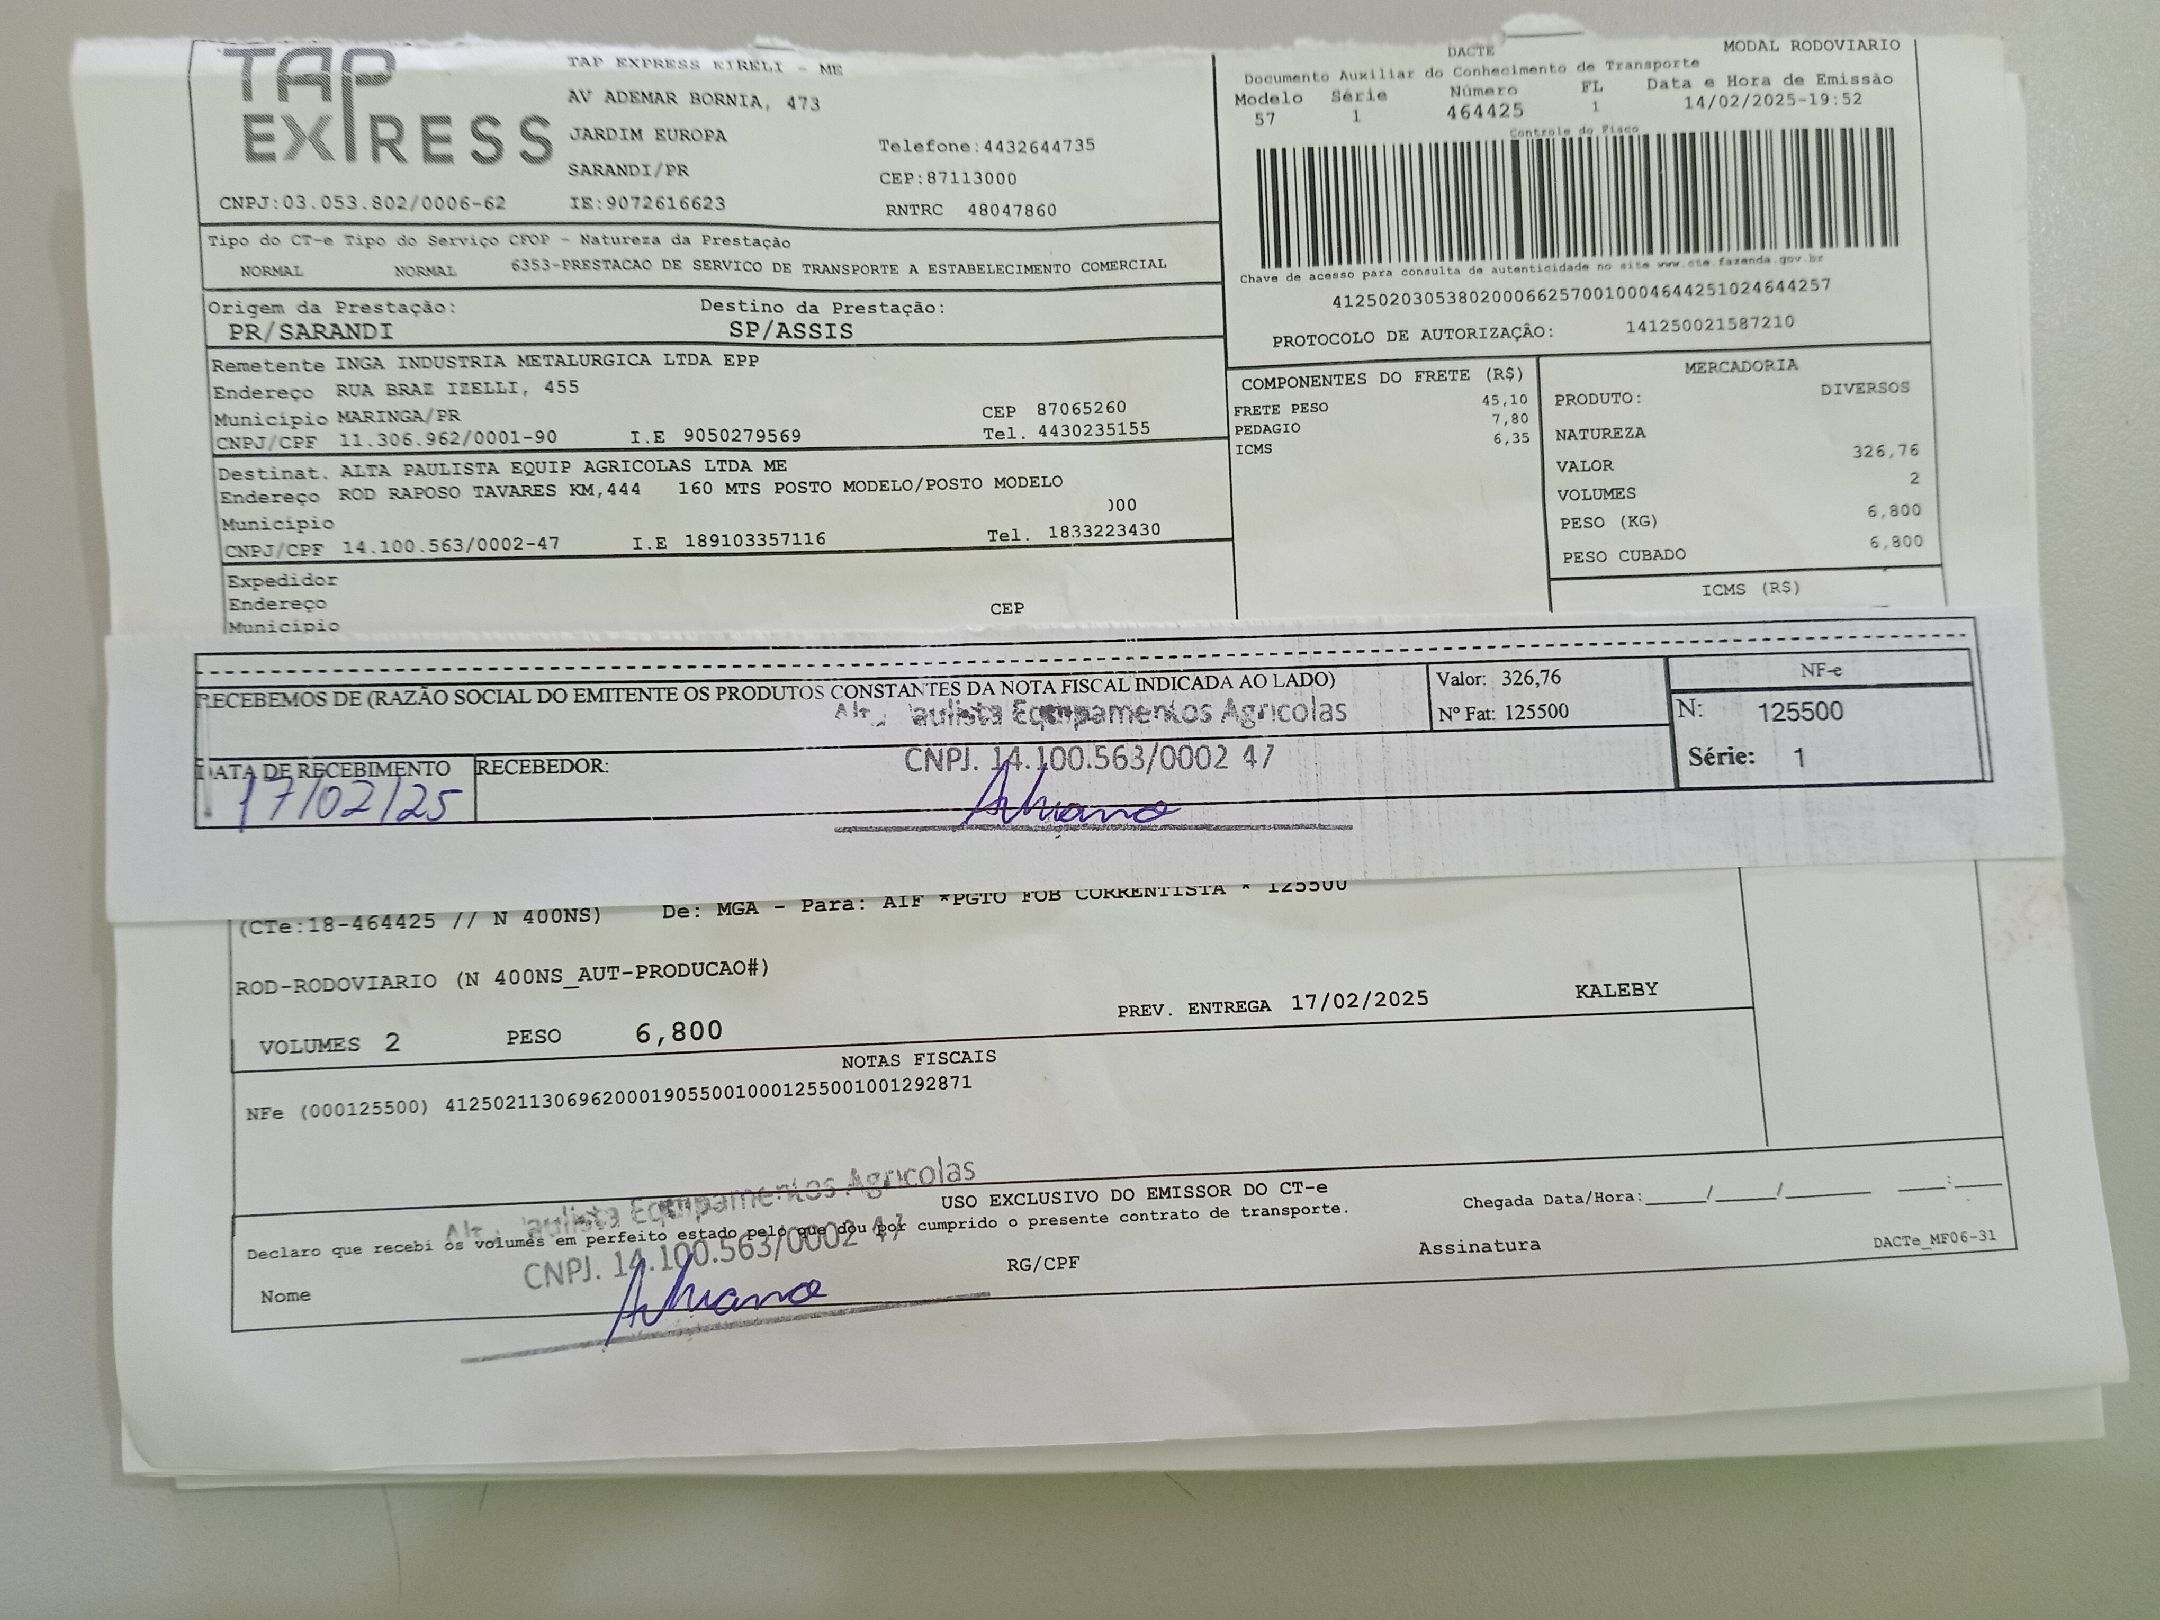 TAP
EXPRESS
TAP EXPRESS EIRELI - ME
AV ADEMAR BORNIA, 473
JARDIM EUROPA
Telefone:4432644735
SARANDI/PR
CEP:87113000
CNPJ:03.053.802/0006-62
IE:9072616623
RNTRC 48047860
DACTE
MODAL RODOVIARIO
Documento Auxiliar do Conhecimento de Transporte
Modelo Série Número FL Data e Hora de Emissão
57 1 464425 1 14/02/2025-19:52
Controle do Fisco
Chave de acesso para consulta de autenticidade no site www.cte.fazenda.gov.br
41250203053802000662570010004644251024644257
PROTOCOLO DE AUTORIZAÇÃO: 141250021587210
Tipo do CT-e Tipo do Serviço CFOP - Natureza da Prestação
NORMAL NORMAL 6353-PRESTACAO DE SERVICO DE TRANSPORTE A ESTABELECIMENTO COMERCIAL
Origem da Prestação: Destino da Prestação:
PR/SARANDI SP/ASSIS
Remetente INGA INDUSTRIA METALURGICA LTDA EPP
Endereço RUA BRAZ IZELLI, 455
Município MARINGA/PR CEP 87065260
CNPJ/CPF 11.306.962/0001-90 I.E 9050279569 Tel. 4430235155
Destinat. ALTA PAULISTA EQUIP AGRICOLAS LTDA ME
Endereço ROD RAPOSO TAVARES KM,444 160 MTS POSTO MODELO/POSTO MODELO
Município 00
CNPJ/CPF 14.100.563/0002-47 I.E 189103357116 Tel. 1833223430
Expedidor
Endereço
CEP
Município
COMPONENTES DO FRETE (R$)
FRETE PESO 45,10
PEDAGIO 7,80
ICMS 6,35
MERCADORIA
PRODUTO: DIVERSOS
NATUREZA
VALOR 326,76
VOLUMES 2
PESO (KG) 6,800
PESO CUBADO 6,800
ICMS (R$)
RECEBEMOS DE (RAZÃO SOCIAL DO EMITENTE OS PRODUTOS CONSTANTES DA NOTA FISCAL INDICADA AO LADO)
Equipamentos Agricolas
CNPJ. 14.100.563/0002 47
Valor: 326,76
Nº Fat: 125500
NF-e
N: 125500
Série: 1
DATA DE RECEBIMENTO
RECEBEDOR:
17/02/25
(CTe:18-464425 // N 400NS) De: MGA - Para: AIF *PGTO FOB CORRENTISTA * 125500
ROD-RODOVIARIO (N 400NS_AUT-PRODUCAO#)
PREV. ENTREGA 17/02/2025 KALEBY
VOLUMES 2 PESO 6,800
NOTAS FISCAIS
NFe (000125500) 41250211306962000190550010001255001001292871
Equipamentos Agricolas
CNPJ. 14.100.563/0002 47
USO EXCLUSIVO DO EMISSOR DO CT-e
Declaro que recebi os volumes em perfeito estado pelo que dou por cumprido o presente contrato de transporte.
Chegada Data/Hora:_____/_____/_______ ____:____
Nome RG/CPF Assinatura
DACTe_MF06-31